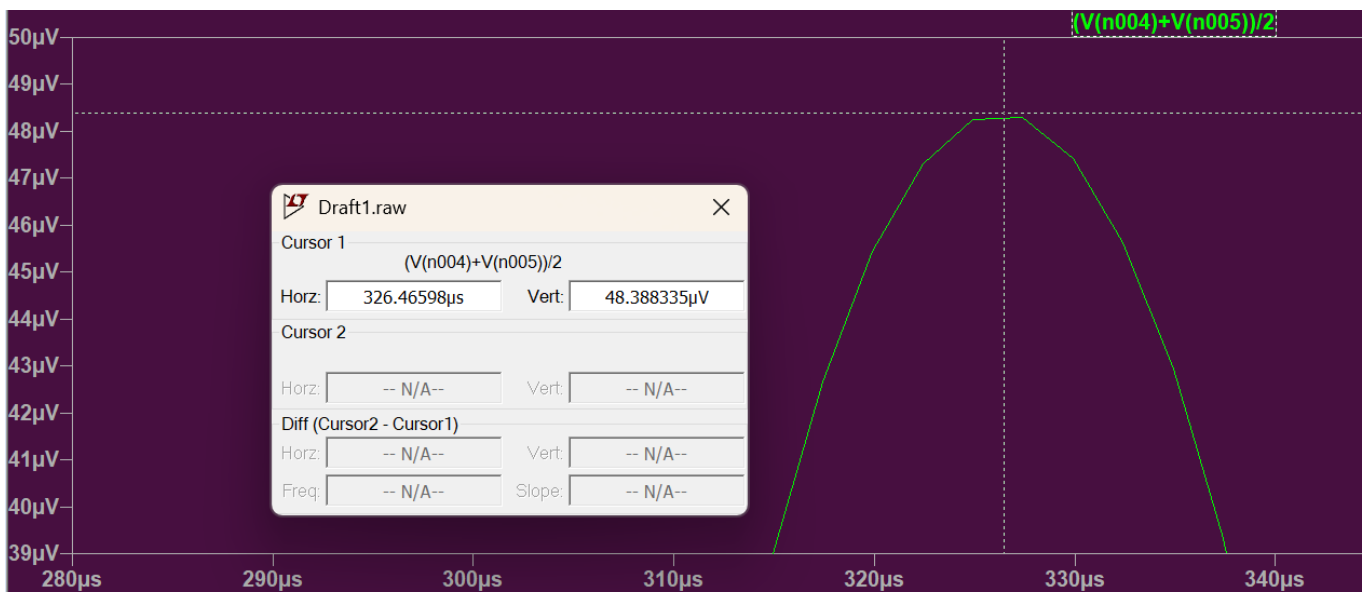 (V(n004)+V(n005))/2
50µV
49µV
48µV
47µV
46µV
45µV
44µV
43µV
42µV
41µV
40µV
39µV
Draft1.raw
Cursor 1
(V(n004)+V(n005))/2
Horz: 326.46598µs Vert: 48.388335µV
Cursor 2
Horz: -- N/A-- Vert: -- N/A--
Diff (Cursor2 - Cursor1)
Horz: -- N/A-- Vert: -- N/A--
Freq: -- N/A-- Slope: -- N/A--
280µs 290µs 300µs 310µs 320µs 330µs 340µs